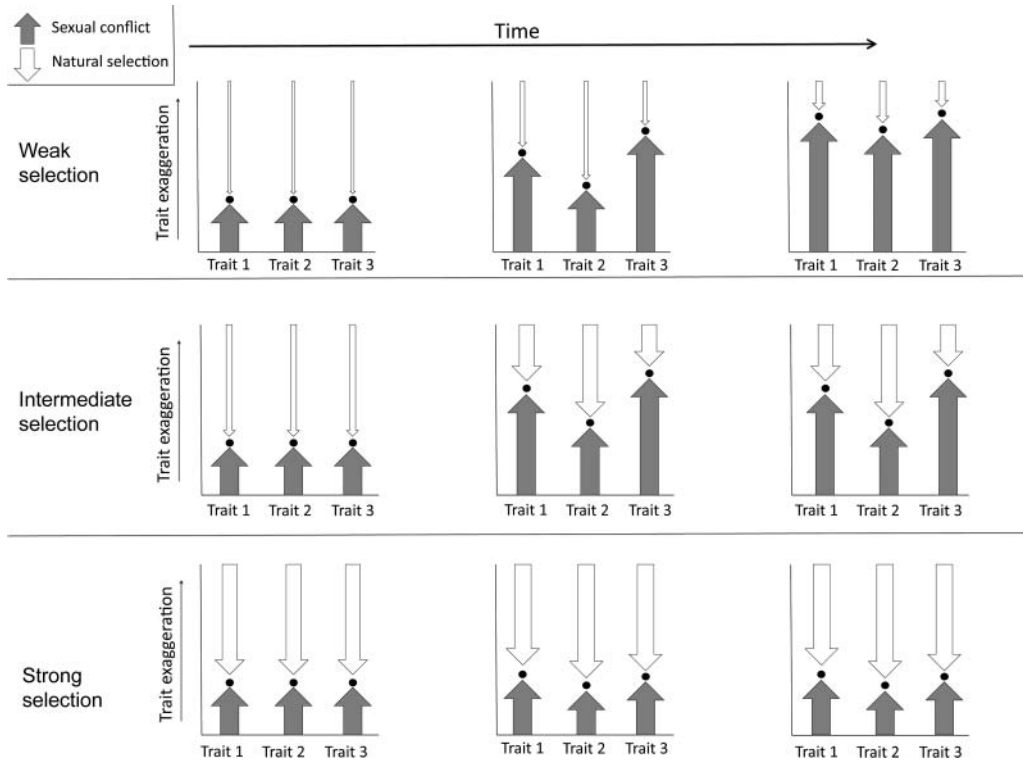 Sexual conflict
Natural selection
Time
Weak
selection
Trait exaggeration
Trait 1 Trait 2 Trait 3
Trait 1 Trait 2 Trait 3
Trait 1 Trait 2 Trait 3
Intermediate
selection
Trait exaggeration
Trait 1 Trait 2 Trait 3
Trait 1 Trait 2 Trait 3
Trait 1 Trait 2 Trait 3
Strong
selection
Trait exaggeration
Trait 1 Trait 2 Trait 3
Trait 1 Trait 2 Trait 3
Trait 1 Trait 2 Trait 3